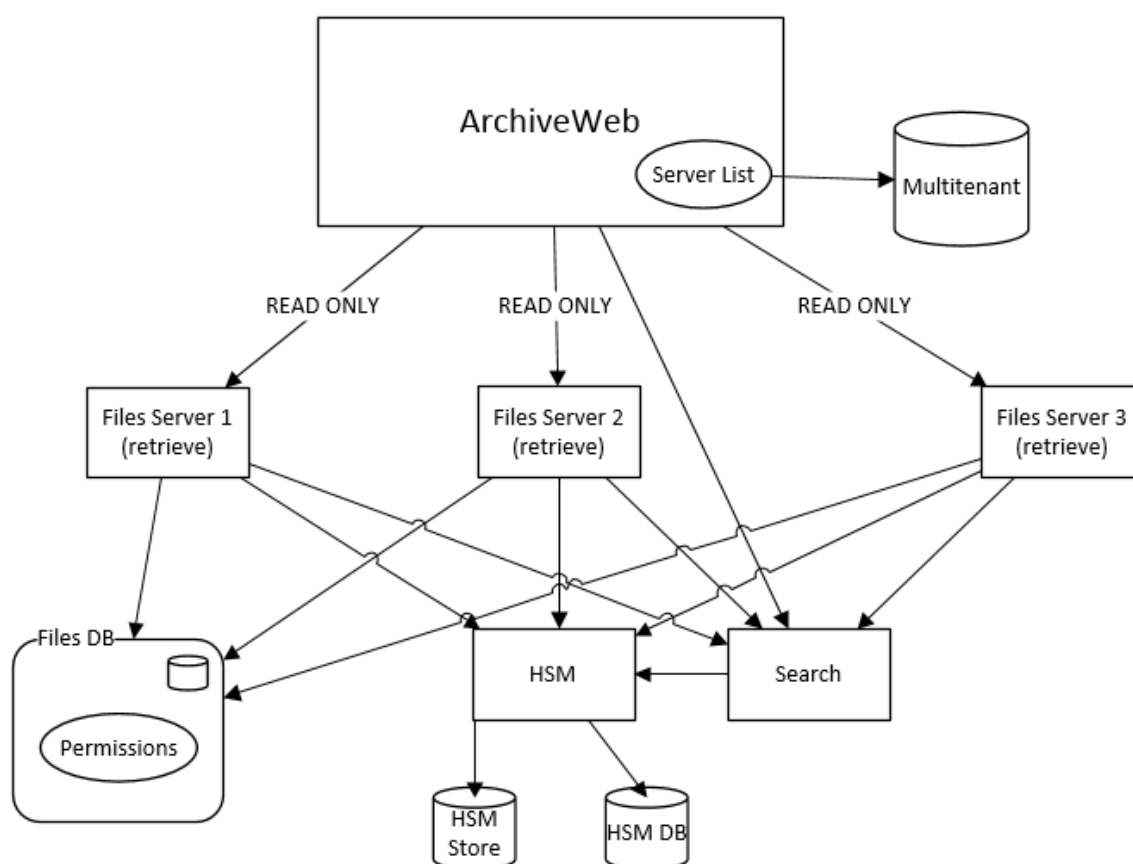 ArchiveWeb
Server List
Multitenant
READ ONLY
READ ONLY
READ ONLY
Files Server 1
(retrieve)
Files Server 2
(retrieve)
Files Server 3
(retrieve)
Files DB
Permissions
HSM
Search
HSM
Store
HSM DB